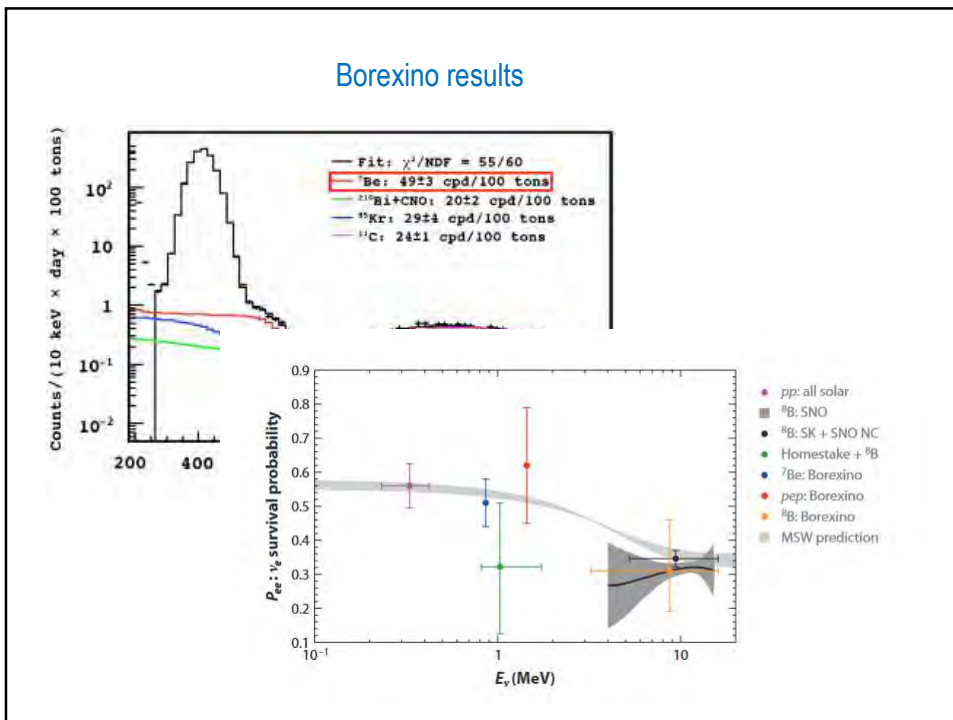 Borexino results
Counts/(10 keV × day × 100 tons)
Fit: χ²/NDF = 55/60
⁷Be: 49±3 cpd/100 tons
²¹⁰Bi+CNO: 20±2 cpd/100 tons
⁸⁵Kr: 29±4 cpd/100 tons
¹¹C: 24±1 cpd/100 tons
10²
10
1
10⁻¹
10⁻²
200 400
P_ee: ν_e survival probability
0.9
0.8
0.7
0.6
0.5
0.4
0.3
0.2
0.1
10⁻¹ 1 10
E_ν (MeV)
pp: all solar
⁸B: SNO
⁸B: SK + SNO NC
Homestake + ⁸B
⁷Be: Borexino
pep: Borexino
⁸B: Borexino
MSW prediction